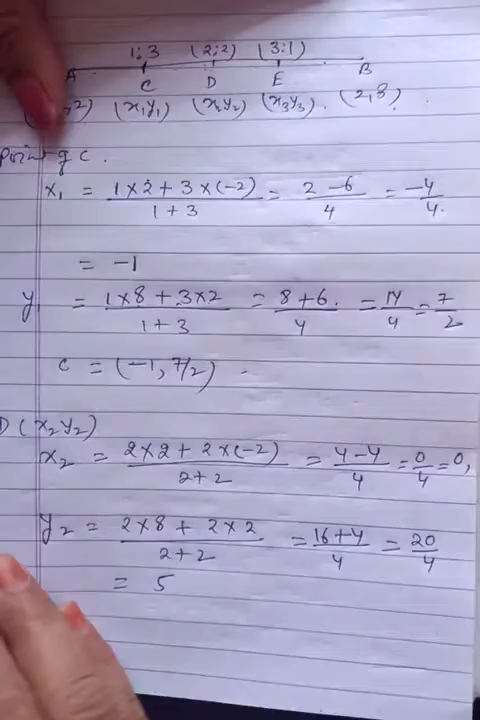 1:3 (2:2) (3:1)
A C D E B
(x₁y₁) (x₂y₂) (x₃y₃). (2,8).
Point of C.
x₁ = (1×2 + 3×(-2))/(1+3) = (2-6)/4 = -4/4.
= -1
y₁ = (1×8 + 3×2)/(1+3) = (8+6.)/4 = 14/4 = 7/2
C = (-1, 7/2) .
D (x₂y₂)
x₂ = (2×2 + 2×(-2))/(2+2) = (4-4)/4 = 0/4 = 0,
y₂ = (2×8 + 2×2)/(2+2) = (16+4)/4 = 20/4
= 5